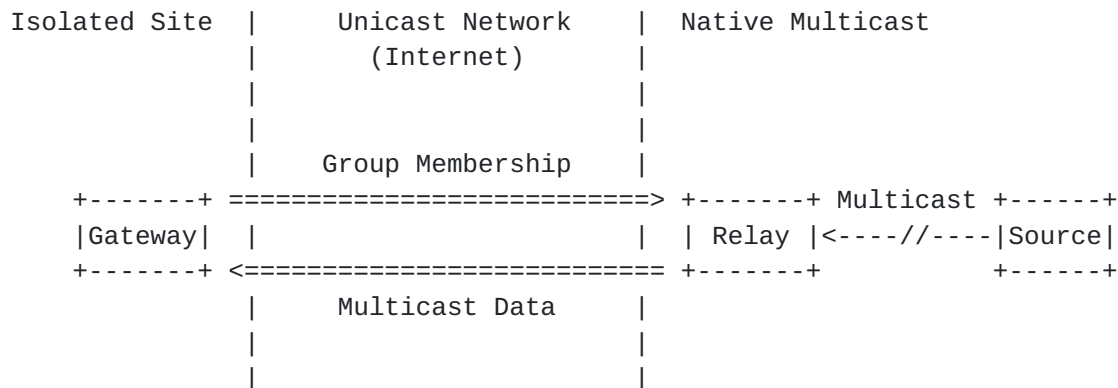 Isolated Site | Unicast Network | Native Multicast
| (Internet) |
| |
| |
| Group Membership |
+-------+ ===========================> +-------+ Multicast +------+
|Gateway| | | | Relay |<----//----|Source|
+-------+ <=========================== +-------+ +------+
| Multicast Data |
| |
| |